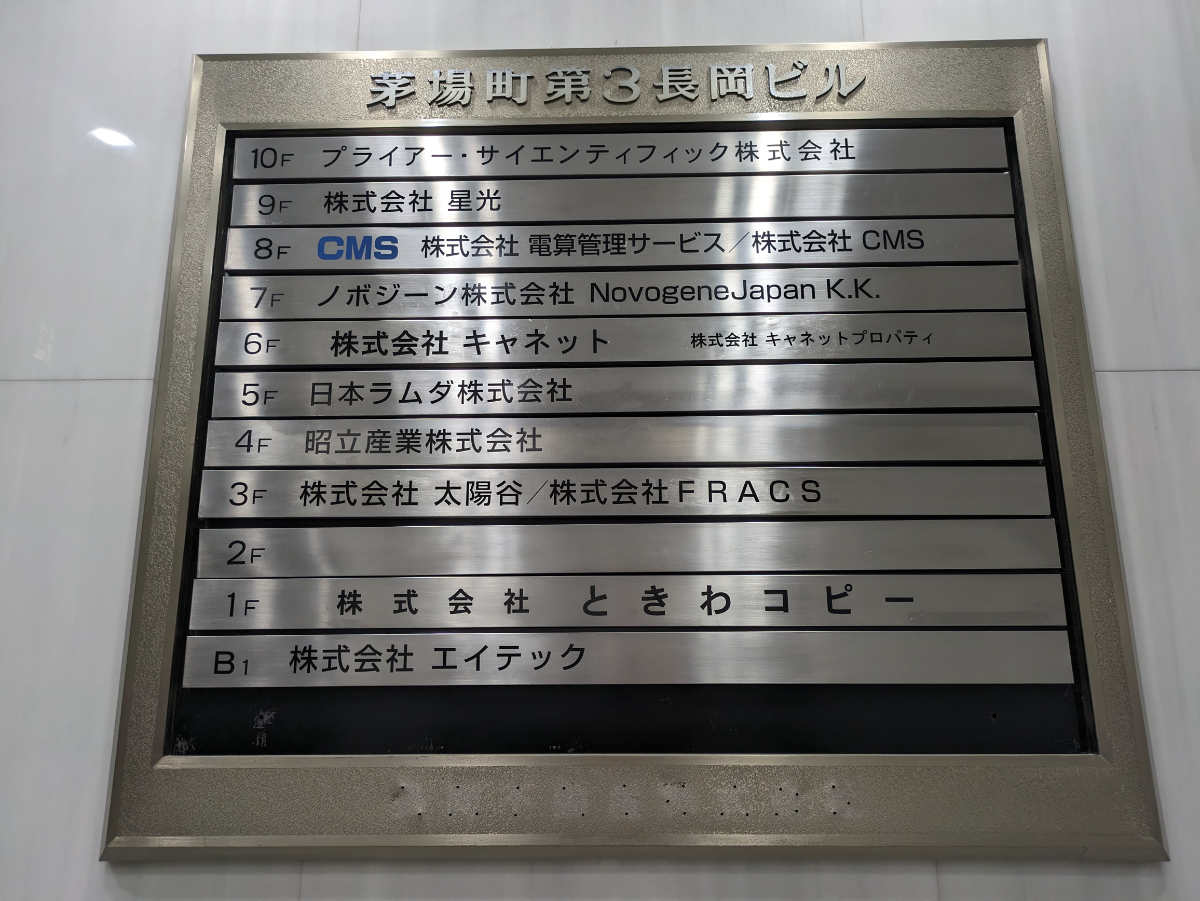 茅場町第3長岡ビル
10F プライアー・サイエンティフィック株式会社
9F 株式会社 星光
8F CMS 株式会社 電算管理サービス／株式会社 CMS
7F ノボジーン株式会社 NovogeneJapan K.K.
6F 株式会社 キャネット 株式会社 キャネットプロパティ
5F 日本ラムダ株式会社
4F 昭立産業株式会社
3F 株式会社 太陽谷／株式会社FRACS
2F
1F 株式会社 ときわコピー
B1 株式会社 エイテック